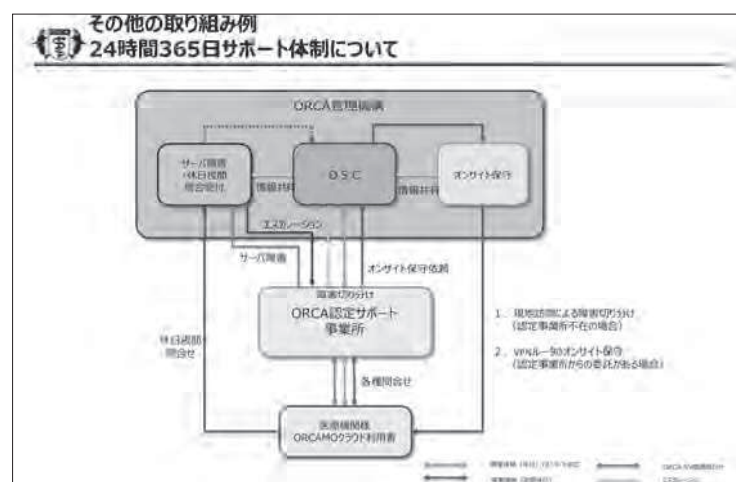 その他の取り組み例
24時間365日サポート体制について
ORCA管理機構
サーバ障害
・休日夜間
問合受付
情報共有
OSC
情報共有
オンサイト保守
エスカレーション
サーバ障害
オンサイト保守依頼
障害切り分け
ORCA認定サポート
事業所
休日夜間
問合せ
1. 現地訪問による障害切り分け
(認定事業所不在の場合)
2. VPNルータのオンサイト保守
(認定事業所からの委託がある場合)
各種問合せ
医療機関様
ORCAMOクラウド利用者